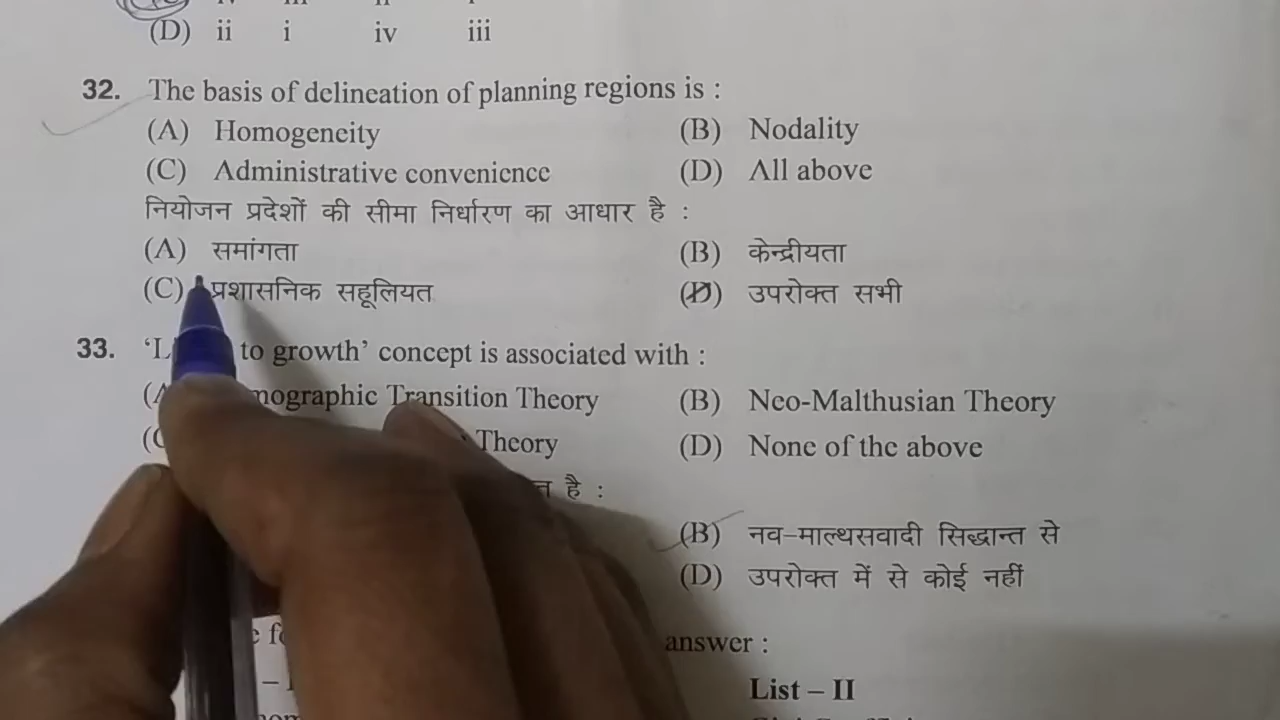 (D) ii i iv iii
32. The basis of delineation of planning regions is :
(A) Homogeneity (B) Nodality
(C) Administrative convenience (D) All above
नियोजन प्रदेशों की सीमा निर्धारण का आधार है :
(A) समांगता (B) केन्द्रीयता
(C) प्रशासनिक सहूलियत (D) उपरोक्त सभी
33. to growth’ concept is associated with :
Transition Theory (B) Neo-Malthusian Theory
Theory (D) None of the above
है :
(B) नव–माल्थसवादी सिद्धान्त से
(D) उपरोक्त में से कोई नहीं
answer :
List – II